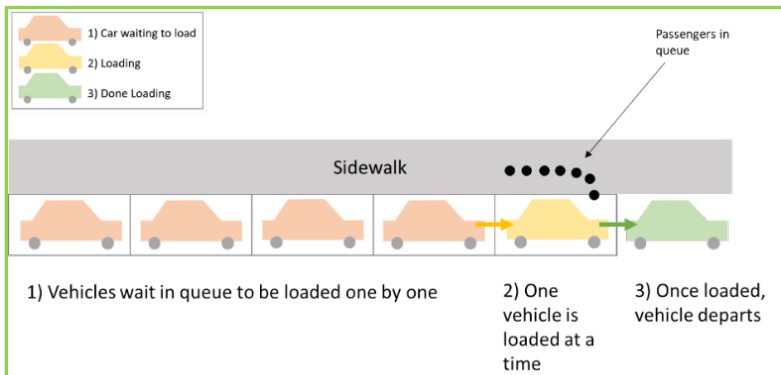 1) Car waiting to load
2) Loading
3) Done Loading
Passengers in
queue
Sidewalk
1) Vehicles wait in queue to be loaded one by one
2) One
vehicle is
loaded at a
time
3) Once loaded,
vehicle departs